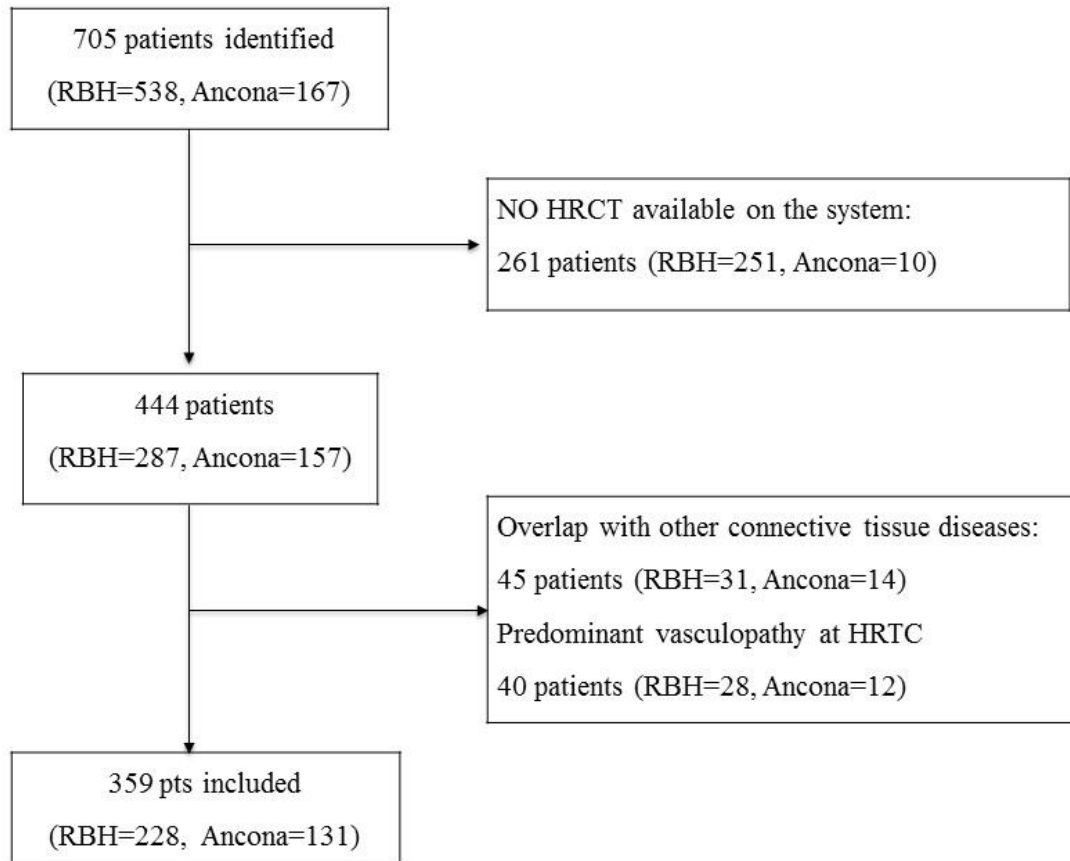 705 patients identified
(RBH=538, Ancona=167)
NO HRCT available on the system:
261 patients (RBH=251, Ancona=10)
444 patients
(RBH=287, Ancona=157)
Overlap with other connective tissue diseases:
45 patients (RBH=31, Ancona=14)
Predominant vasculopathy at HRTC
40 patients (RBH=28, Ancona=12)
359 pts included
(RBH=228, Ancona=131)